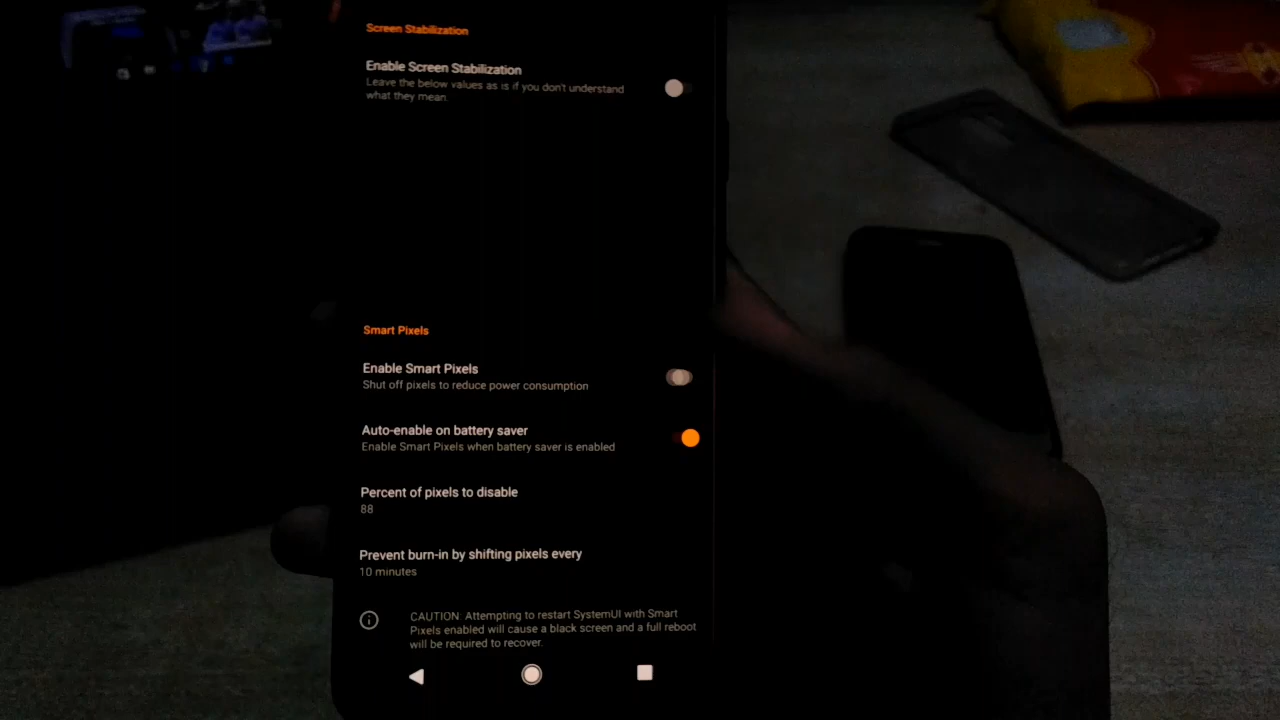 Screen Stabilization
Enable Screen Stabilization
Leave the below values as is if you don't understand
what they mean.
Smart Pixels
Enable Smart Pixels
Shut off pixels to reduce power consumption
Auto-enable on battery saver
Enable Smart Pixels when battery saver is enabled
Percent of pixels to disable
88
Prevent burn-in by shifting pixels every
10 minutes
CAUTION: Attempting to restart SystemUI with Smart
Pixels enabled will cause a black screen and a full reboot
will be required to recover.